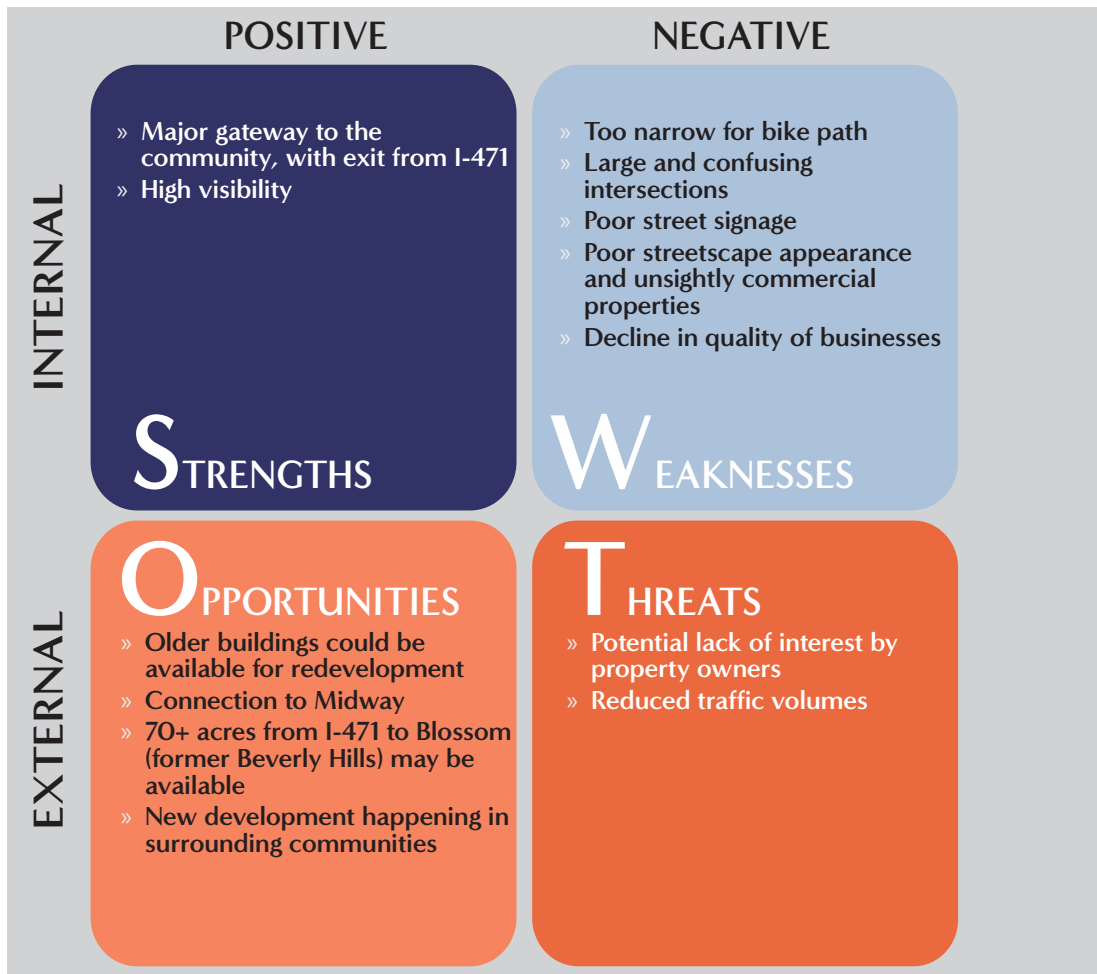 POSITIVE
NEGATIVE
INTERNAL
» Major gateway to the
community, with exit from I-471
» High visibility
STRENGTHS
» Too narrow for bike path
» Large and confusing
intersections
» Poor street signage
» Poor streetscape appearance
and unsightly commercial
properties
» Decline in quality of businesses
WEAKNESSES
EXTERNAL
OPPORTUNITIES
» Older buildings could be
available for redevelopment
» Connection to Midway
» 70+ acres from I-471 to Blossom
(former Beverly Hills) may be
available
» New development happening in
surrounding communities
THREATS
» Potential lack of interest by
property owners
» Reduced traffic volumes